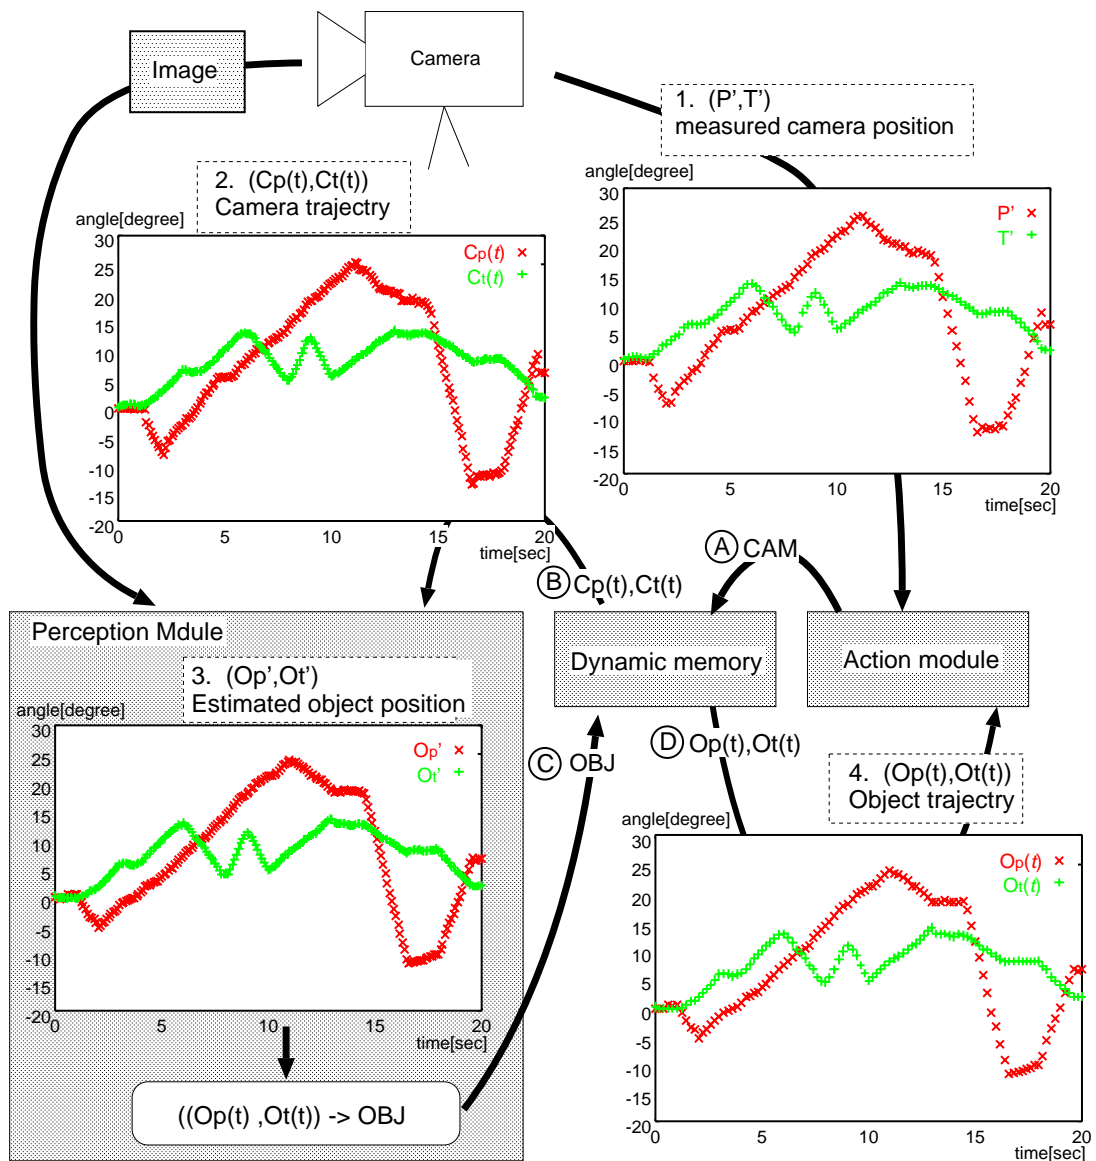 Image
Camera
1. (P',T')
measured camera position
2. (Cp(t),Ct(t))
Camera trajectry
angle[degree]
30
25
20
15
10
5
0
-5
-10
-15
-20
0
5
10
15
20
time[sec]
P'
T'
angle[degree]
30
25
20
15
10
5
0
-5
-10
-15
-20
0
5
10
15
20
time[sec]
Cp(t)
Ct(t)
A CAM
B Cp(t),Ct(t)
Perception Mdule
Dynamic memory
Action module
3. (Op',Ot')
Estimated object position
angle[degree]
30
25
20
15
10
5
0
-5
-10
-15
-20
0
5
10
15
20
time[sec]
Op'
Ot'
C OBJ
D Op(t),Ot(t)
4. (Op(t),Ot(t))
Object trajectry
angle[degree]
30
25
20
15
10
5
0
-5
-10
-15
-20
0
5
10
15
20
time[sec]
Op(t)
Ot(t)
((Op(t) ,Ot(t)) -> OBJ